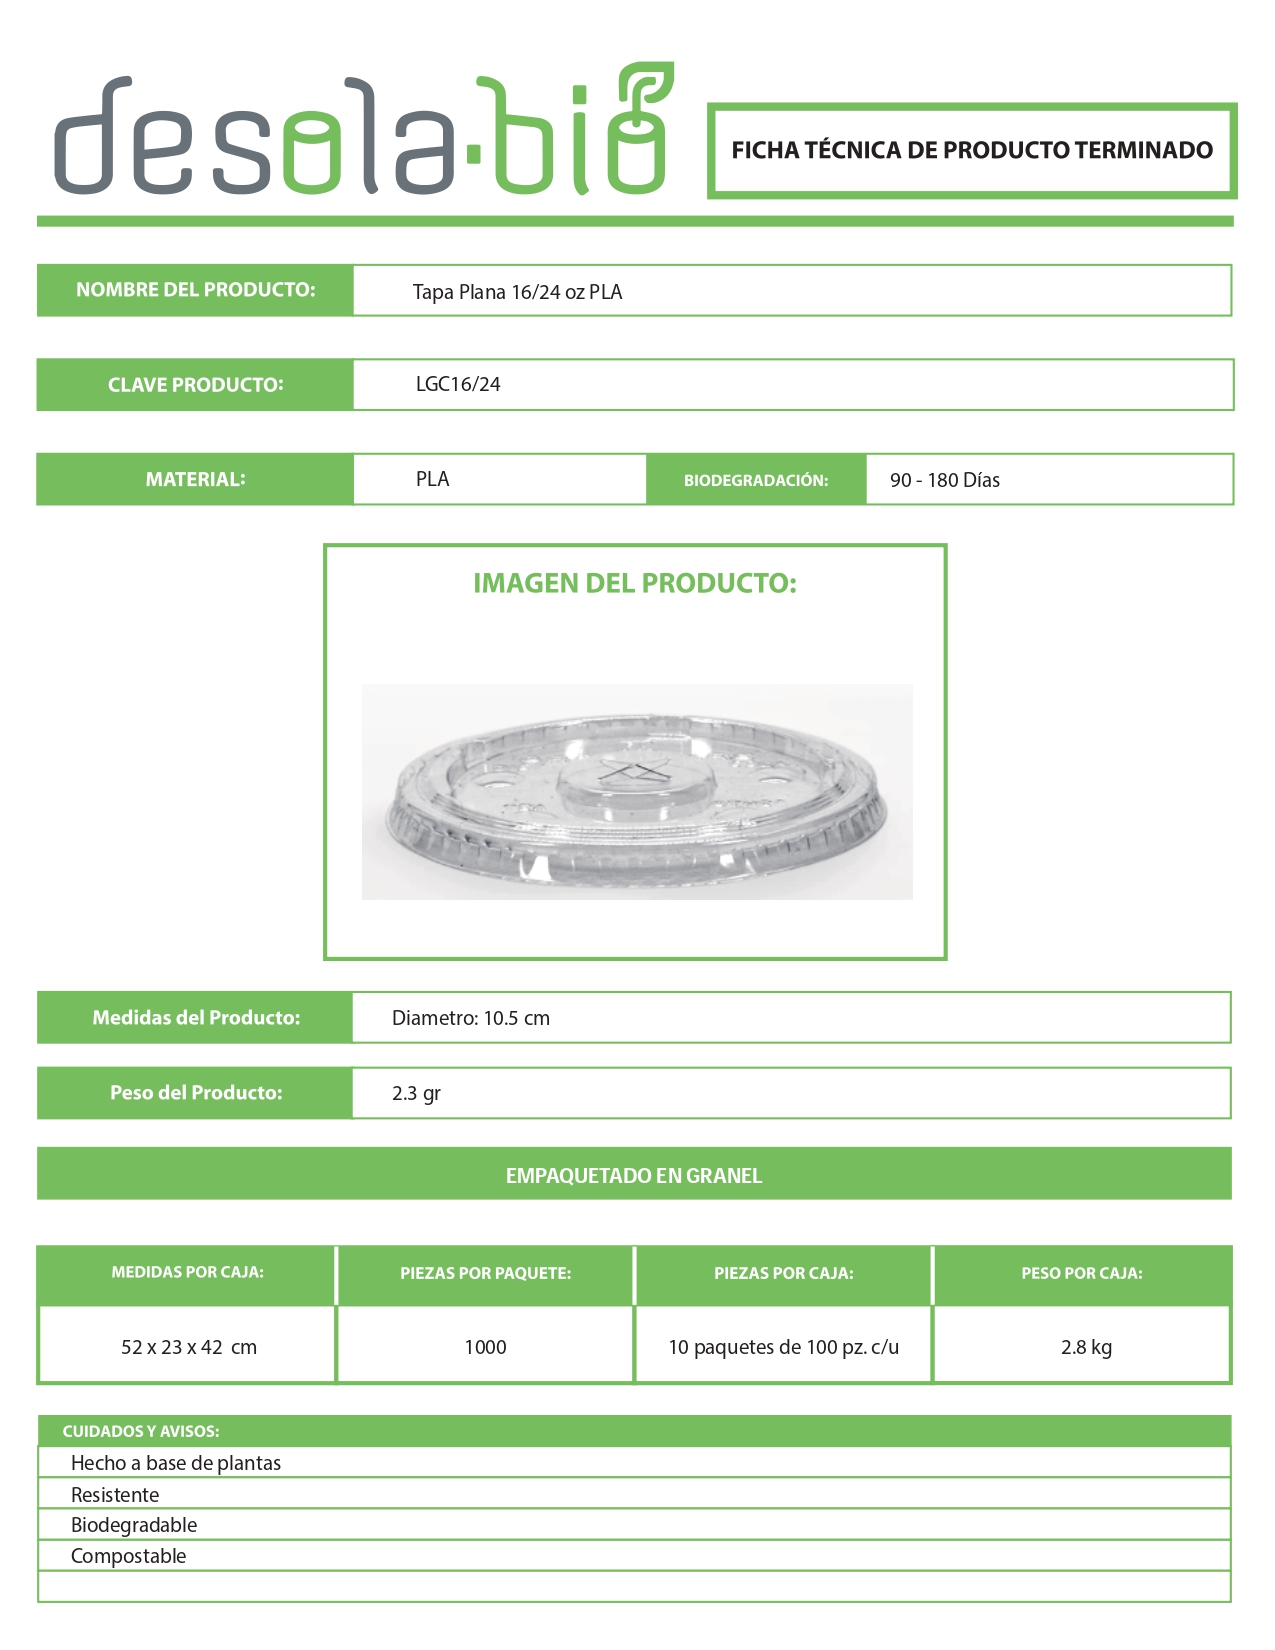 desola.bio
FICHA TÉCNICA DE PRODUCTO TERMINADO
NOMBRE DEL PRODUCTO:
Tapa Plana 16/24 oz PLA
CLAVE PRODUCTO:
LGC16/24
MATERIAL:
PLA
BIODEGRADACIÓN:
90 - 180 Días
IMAGEN DEL PRODUCTO:
Medidas del Producto:
Diametro: 10.5 cm
Peso del Producto:
2.3 gr
EMPAQUETADO EN GRANEL
MEDIDAS POR CAJA:
PIEZAS POR PAQUETE:
PIEZAS POR CAJA:
PESO POR CAJA:
52 x 23 x 42 cm
1000
10 paquetes de 100 pz. c/u
2.8 kg
CUIDADOS Y AVISOS:
Hecho a base de plantas
Resistente
Biodegradable
Compostable